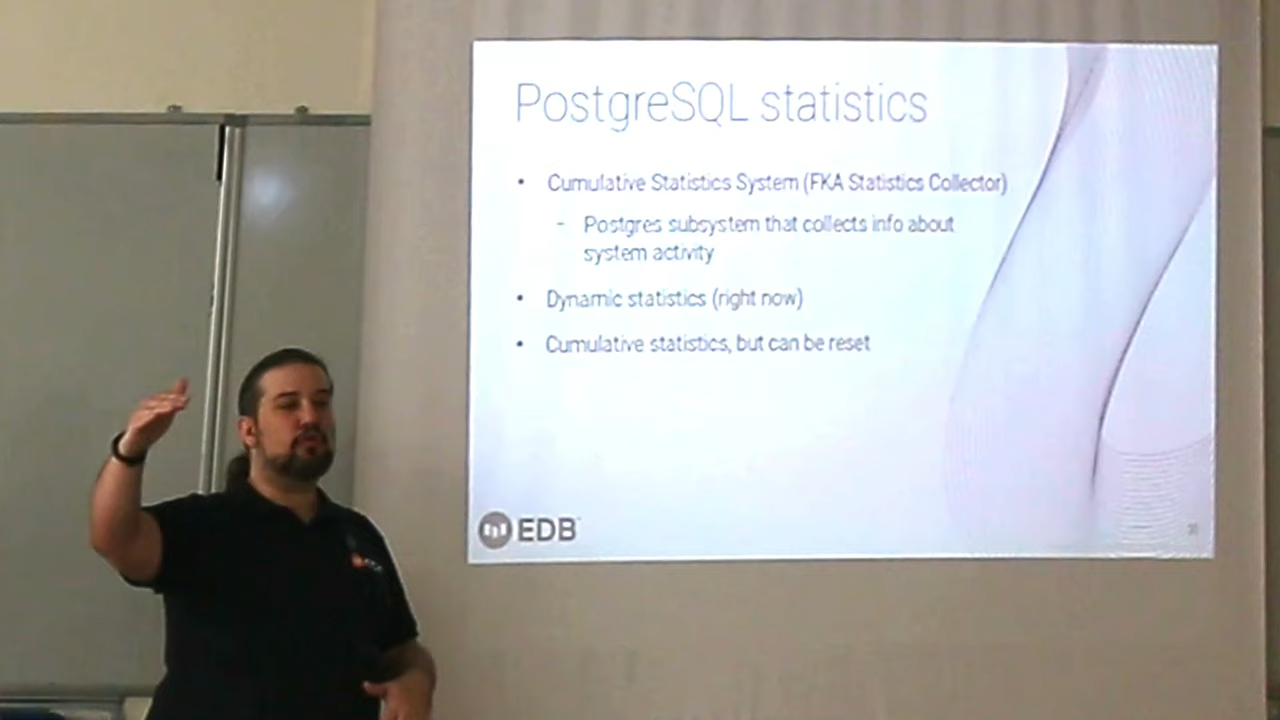 PostgreSQL statistics
• Cumulative Statistics System (FKA Statistics Collector)
- Postgres subsystem that collects info about
system activity
• Dynamic statistics (right now)
• Cumulative statistics, but can be reset
EDB